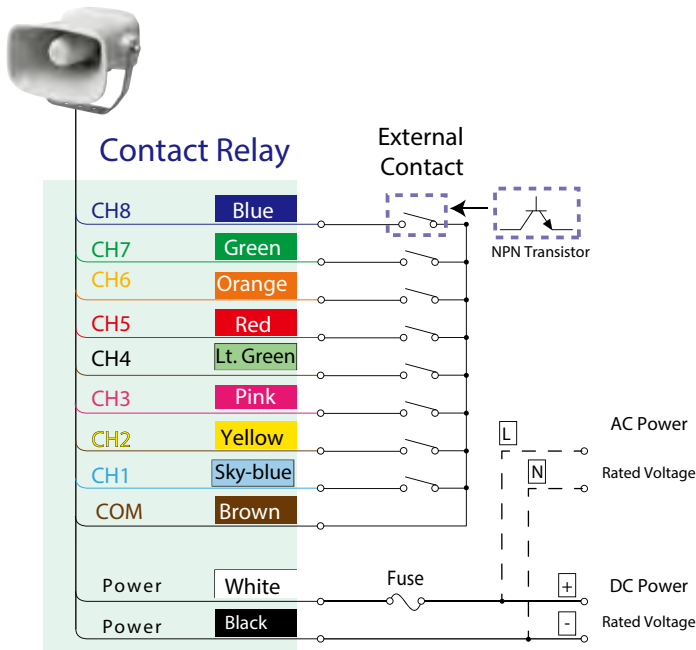 Contact Relay
External
Contact
CH8 Blue
NPN Transistor
CH7 Green
CH6 Orange
CH5 Red
CH4 Lt. Green
CH3 Pink
CH2 Yellow
L AC Power
CH1 Sky-blue
N Rated Voltage
COM Brown
Power White Fuse + DC Power
Power Black - Rated Voltage